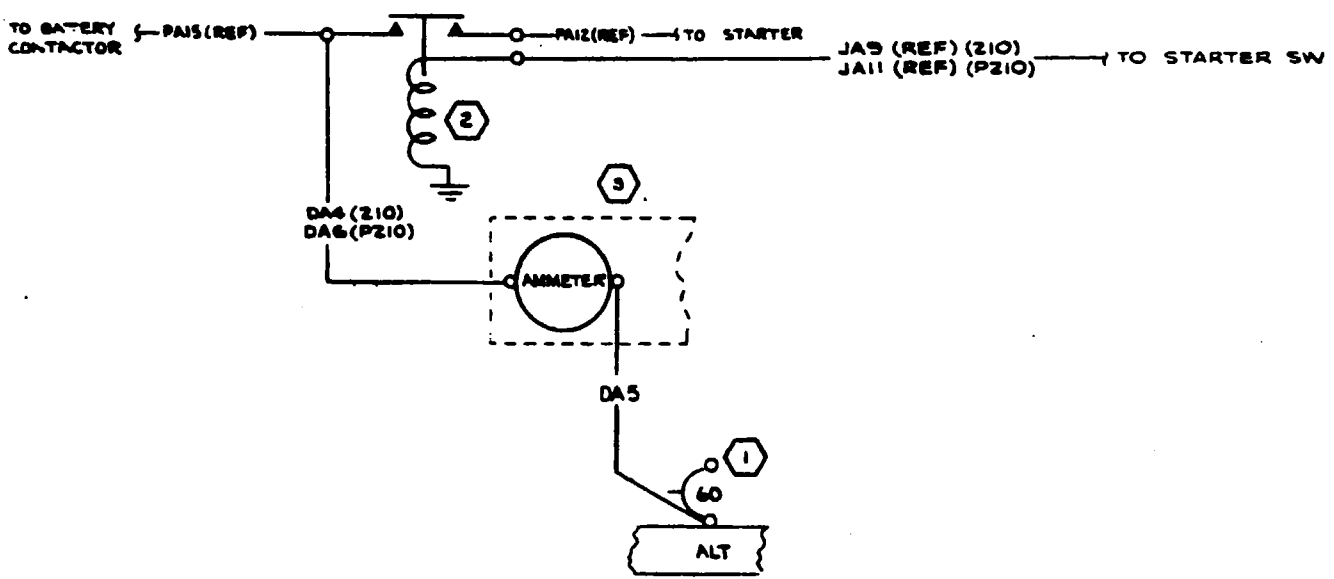 TO BATTERY
CONTACTOR
PA15(REF)
PA12(REF)
TO STARTER
JA9 (REF) (210)
JA11 (REF) (P210)
TO STARTER SW
2
3
DA4 (210)
DA6 (P210)
AMMETER
DA5
1
60
ALT